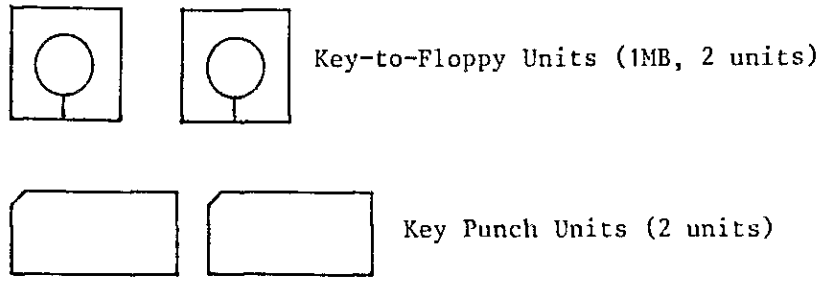 Key-to-Floppy Units (1MB, 2 units)
Key Punch Units (2 units)